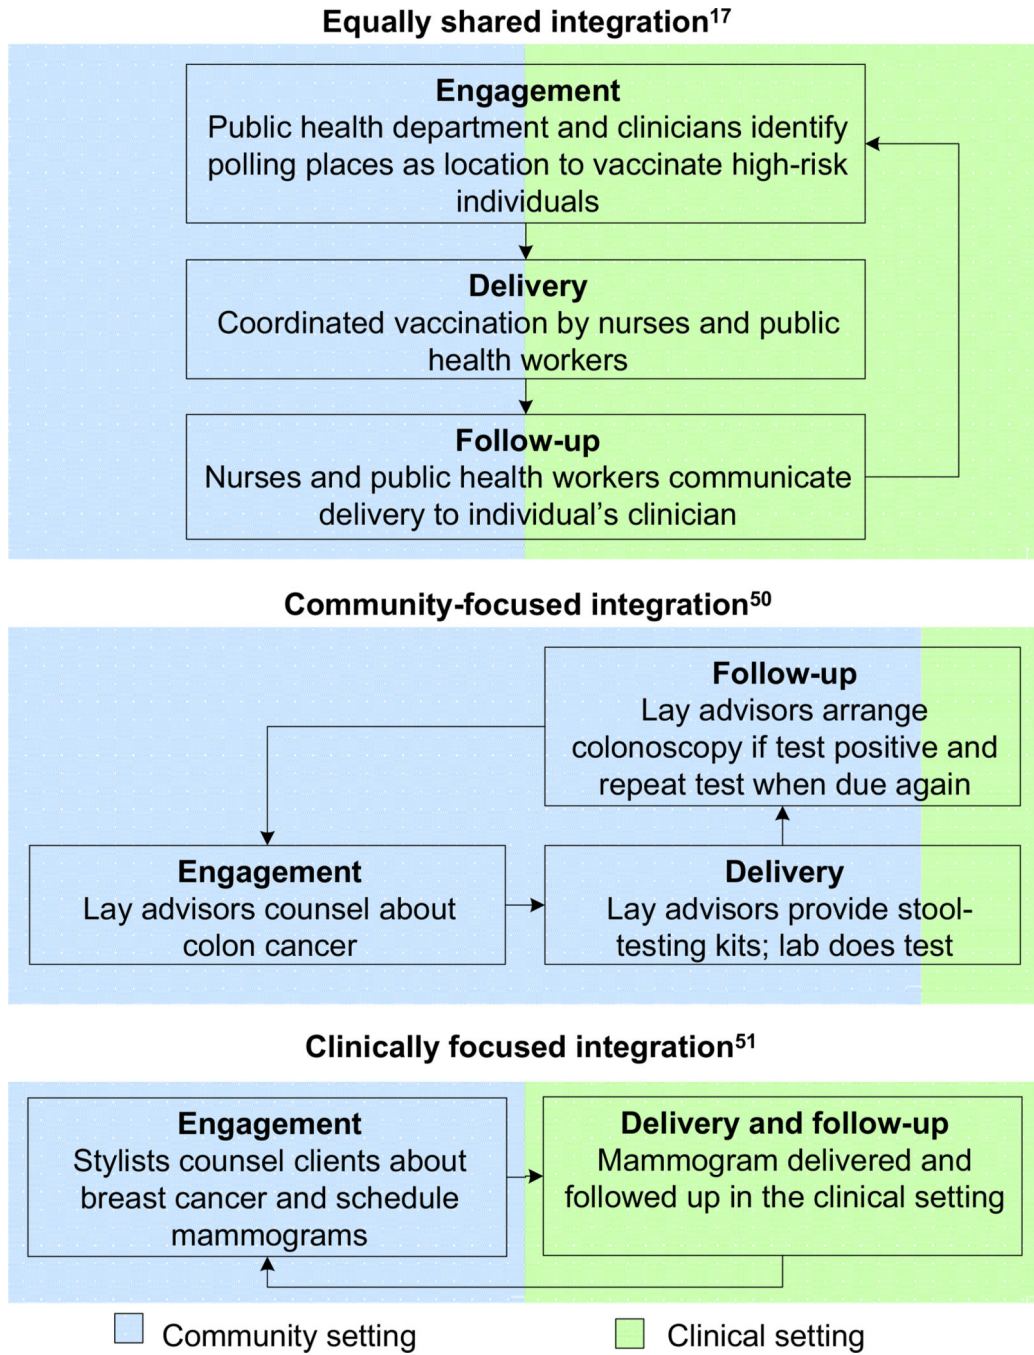 Equally shared integration17
Engagement
Public health department and clinicians identify
polling places as location to vaccinate high-risk
individuals
Delivery
Coordinated vaccination by nurses and public
health workers
Follow-up
Nurses and public health workers communicate
delivery to individual’s clinician
Community-focused integration50
Follow-up
Lay advisors arrange
colonoscopy if test positive and
repeat test when due again
Engagement
Lay advisors counsel about
colon cancer
Delivery
Lay advisors provide stool-
testing kits; lab does test
Clinically focused integration51
Engagement
Stylists counsel clients about
breast cancer and schedule
mammograms
Delivery and follow-up
Mammogram delivered and
followed up in the clinical setting
Community setting
Clinical setting